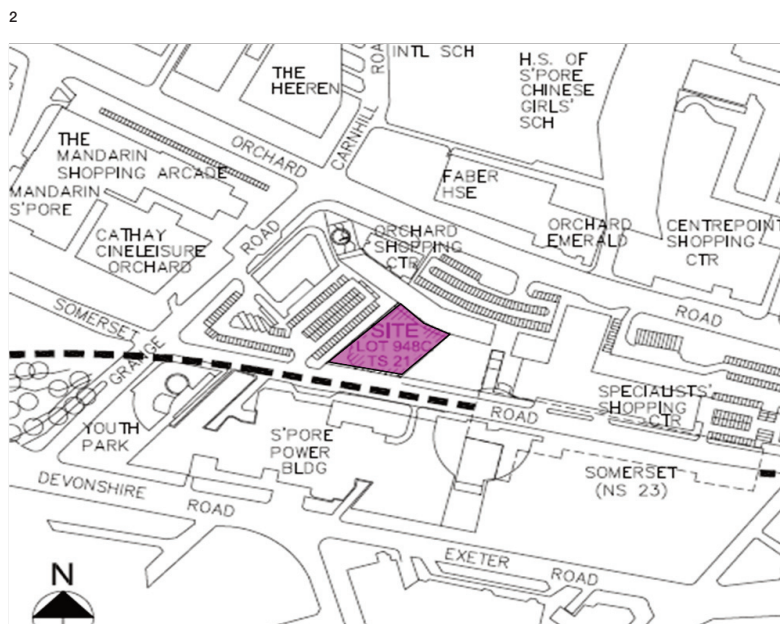 2
INTL SCH
ROAD
THE
HEEREN
H.S. OF
S'PORE
CHINESE
GIRLS'
SCH
CARNHILL
ORCHARD
THE
MANDARIN
SHOPPING ARCADE
MANDARIN
S'PORE
FABER
HSE
CATHAY
CINELEISURE
ORCHARD
ROAD
ORCHARD
SHOPPING
CTR
ORCHARD
EMERALD
CENTREPOINT
SHOPPING
CTR
ROAD
SOMERSET
GRANGE
SITE
LOT 948C
TS 21
YOUTH
PARK
S'PORE
POWER
BLDG
ROAD
SPECIALISTS'
SHOPPING
CTR
SOMERSET
(NS 23)
DEVONSHIRE
ROAD
EXETER
ROAD
N